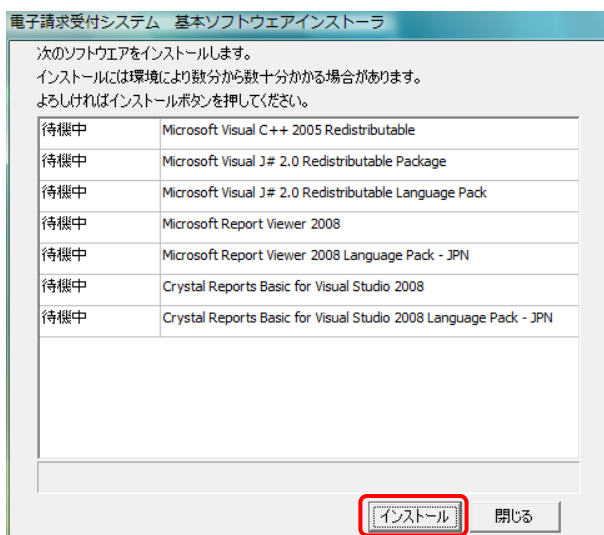 電子請求受付システム　基本ソフトウェアインストーラ
次のソフトウエアをインストールします。
インストールには環境により数分から数十分かかる場合があります。
よろしければインストールボタンを押してください。
待機中 Microsoft Visual C++ 2005 Redistributable
待機中 Microsoft Visual J# 2.0 Redistributable Package
待機中 Microsoft Visual J# 2.0 Redistributable Language Pack
待機中 Microsoft Report Viewer 2008
待機中 Microsoft Report Viewer 2008 Language Pack - JPN
待機中 Crystal Reports Basic for Visual Studio 2008
待機中 Crystal Reports Basic for Visual Studio 2008 Language Pack - JPN
インストール 閉じる